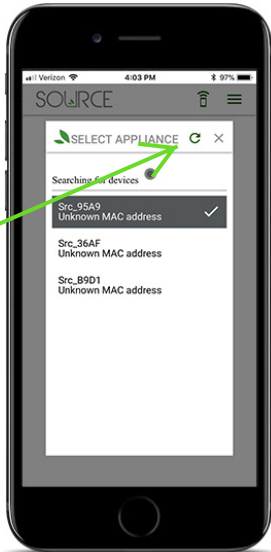 Verizon 4:03 PM 97%
SOURCE
SELECT APPLIANCE
Searching for devices
Src_95A9
Unknown MAC address
Src_36AF
Unknown MAC address
Src_B9D1
Unknown MAC address